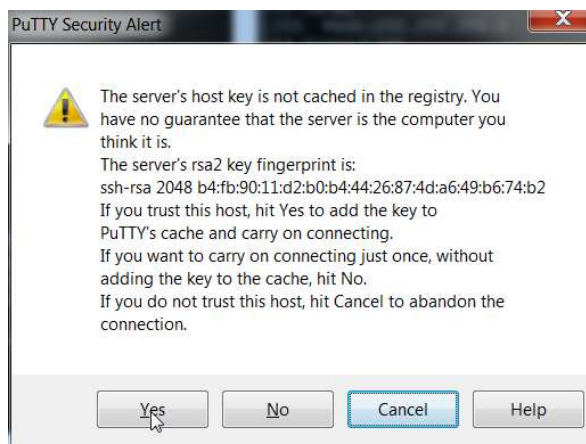 PuTTY Security Alert
The server's host key is not cached in the registry. You
have no guarantee that the server is the computer you
think it is.
The server's rsa2 key fingerprint is:
ssh-rsa 2048 b4:fb:90:11:d2:b0:b4:44:26:87:4d:a6:49:b6:74:b2
If you trust this host, hit Yes to add the key to
PuTTY's cache and carry on connecting.
If you want to carry on connecting just once, without
adding the key to the cache, hit No.
If you do not trust this host, hit Cancel to abandon the
connection.
Yes No Cancel Help